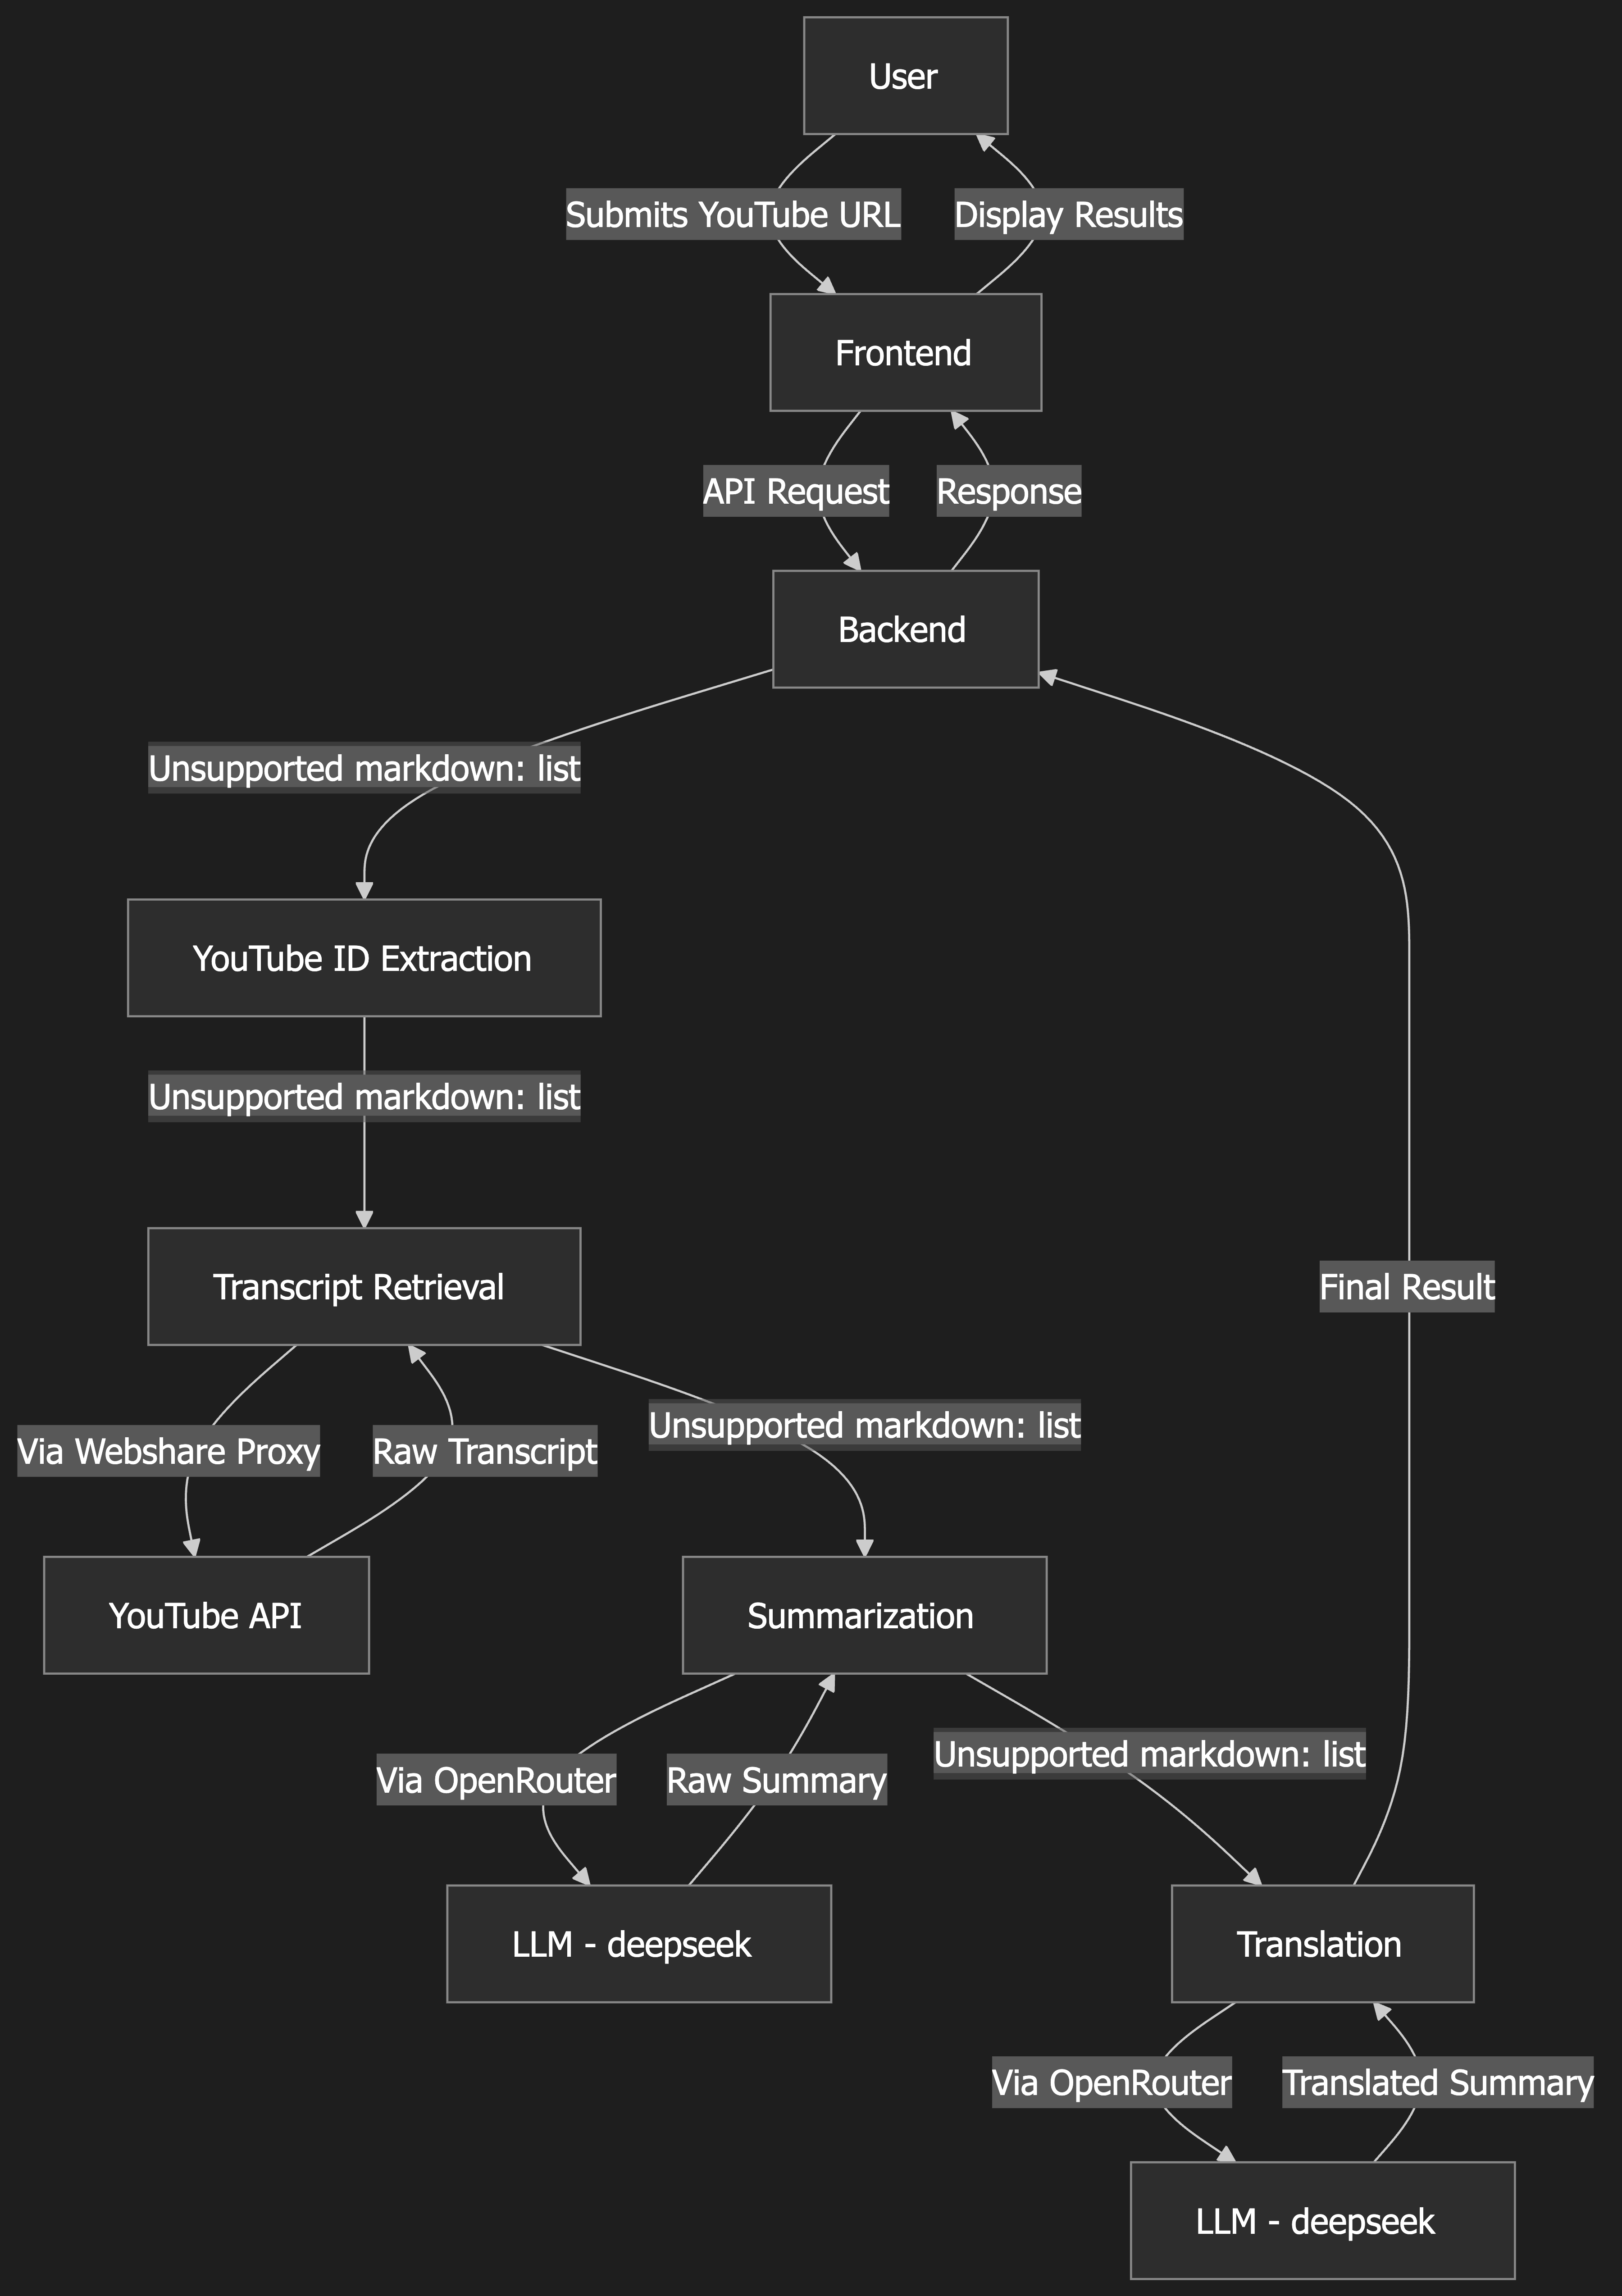 User
Submits YouTube URL
Display Results
Frontend
API Request
Response
Backend
Unsupported markdown: list
YouTube ID Extraction
Unsupported markdown: list
Transcript Retrieval
Final Result
Unsupported markdown: list
Via Webshare Proxy
Raw Transcript
YouTube API
Summarization
Unsupported markdown: list
Via OpenRouter
Raw Summary
LLM - deepseek
Translation
Via OpenRouter
Translated Summary
LLM - deepseek